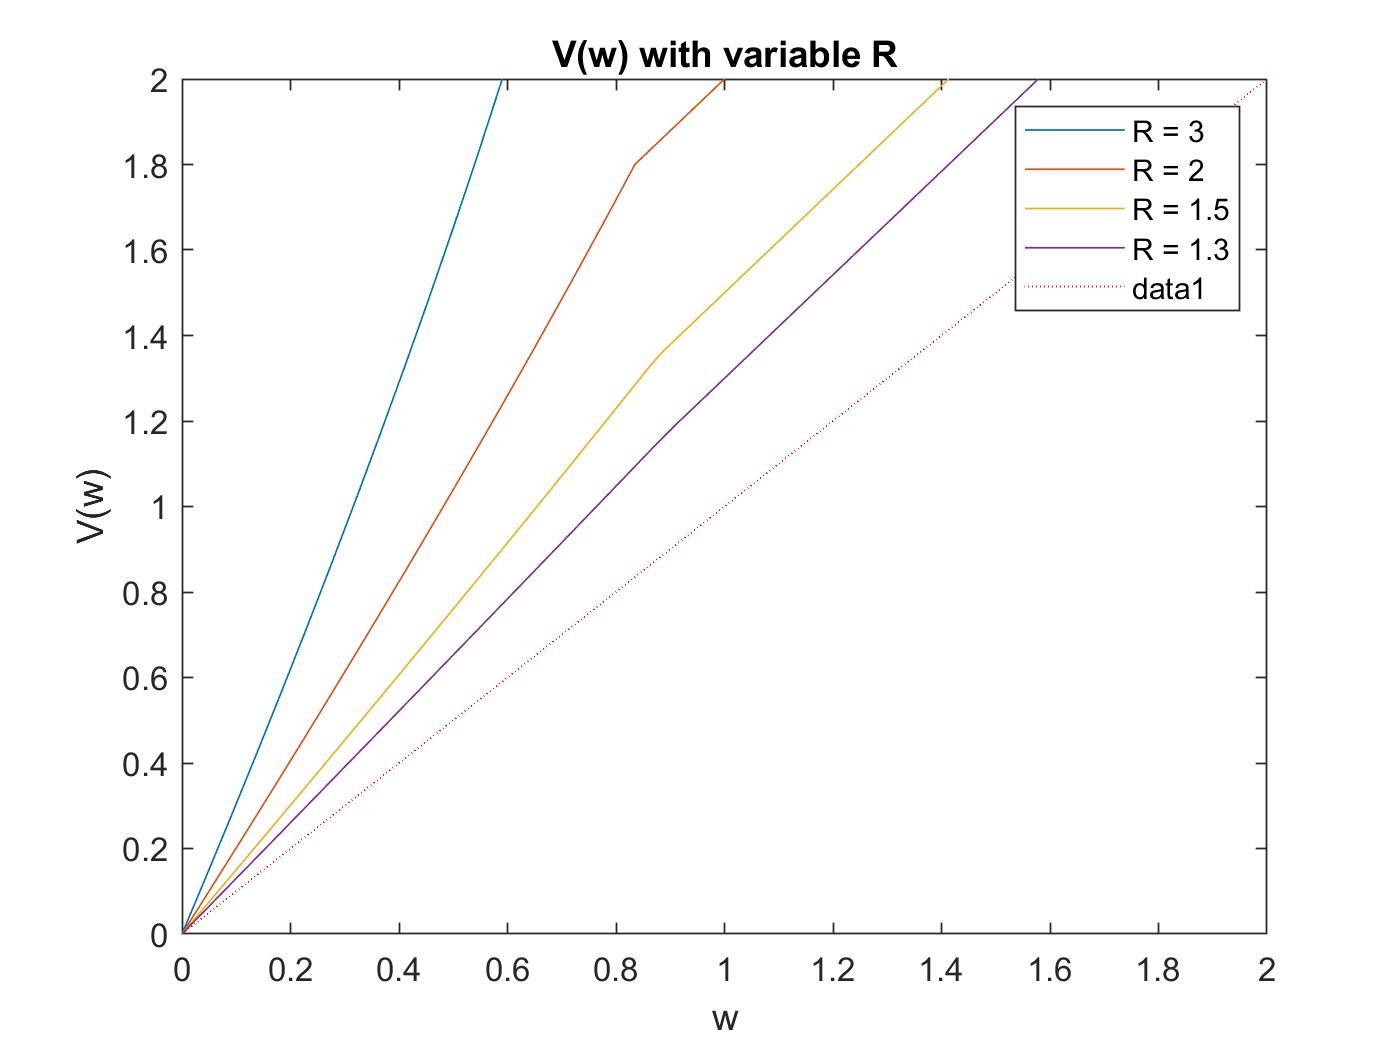 V(w) with variable R
2
1.8
1.6
1.4
1.2
1
0.8
0.6
0.4
0.2
0
V(w)
R = 3
R = 2
R = 1.5
R = 1.3
data1
0 0.2 0.4 0.6 0.8 1 1.2 1.4 1.6 1.8 2
w